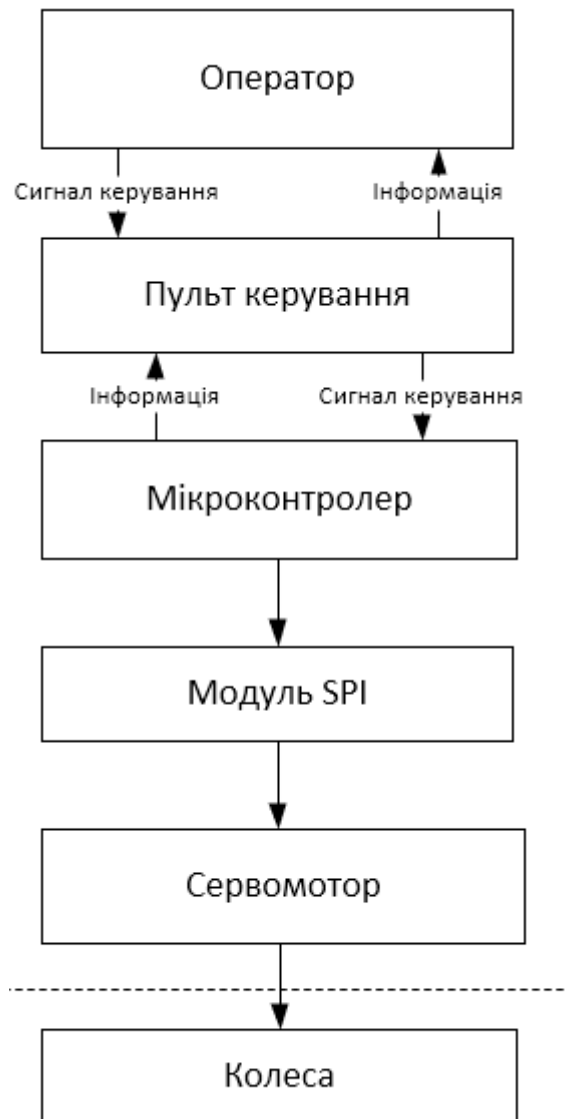 Оператор
Сигнал керування
Інформація
Пульт керування
Інформація
Сигнал керування
Мікроконтролер
Модуль SPI
Сервомотор
Колеса